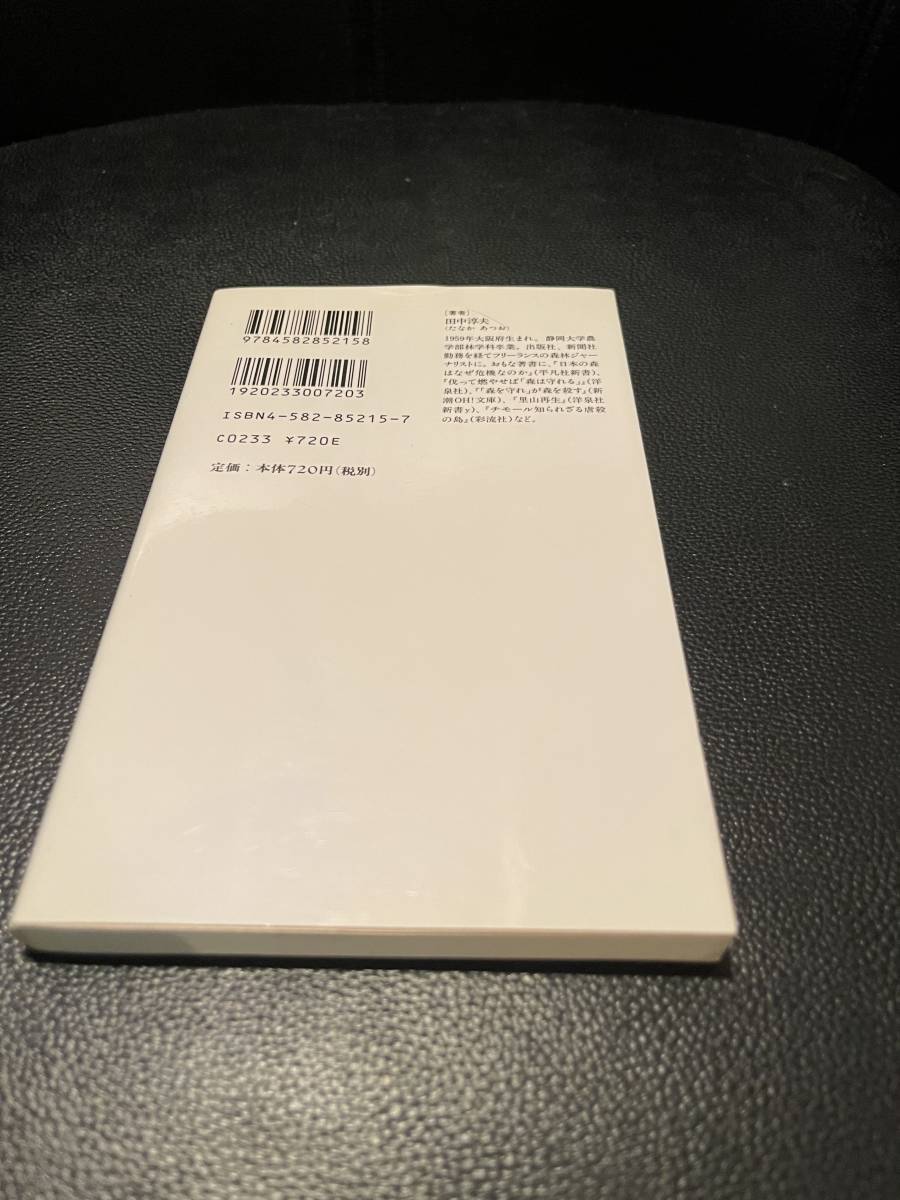 9784582852158
1920233007203
ISBN4-582-85215-7
C0233 ¥720E
定価：本体720円(税別)
[著者]
田中淳夫
(たなか あつお)
1959年大阪府生まれ。静岡大学農
学部林学科卒業。出版社、新聞社
勤務を経てフリーランスの森林ジャー
ナリストに。おもな著書に、『日本の森
はなぜ危機なのか』(平凡社新書)、
『伐って燃やせば「森は守れる」』(洋
泉社)、『「森を守れ」が森を殺す』(新
潮OH!文庫)、『里山再生』(洋泉社
新書y)、『チモール知られざる虐殺
の島』(彩流社)など。